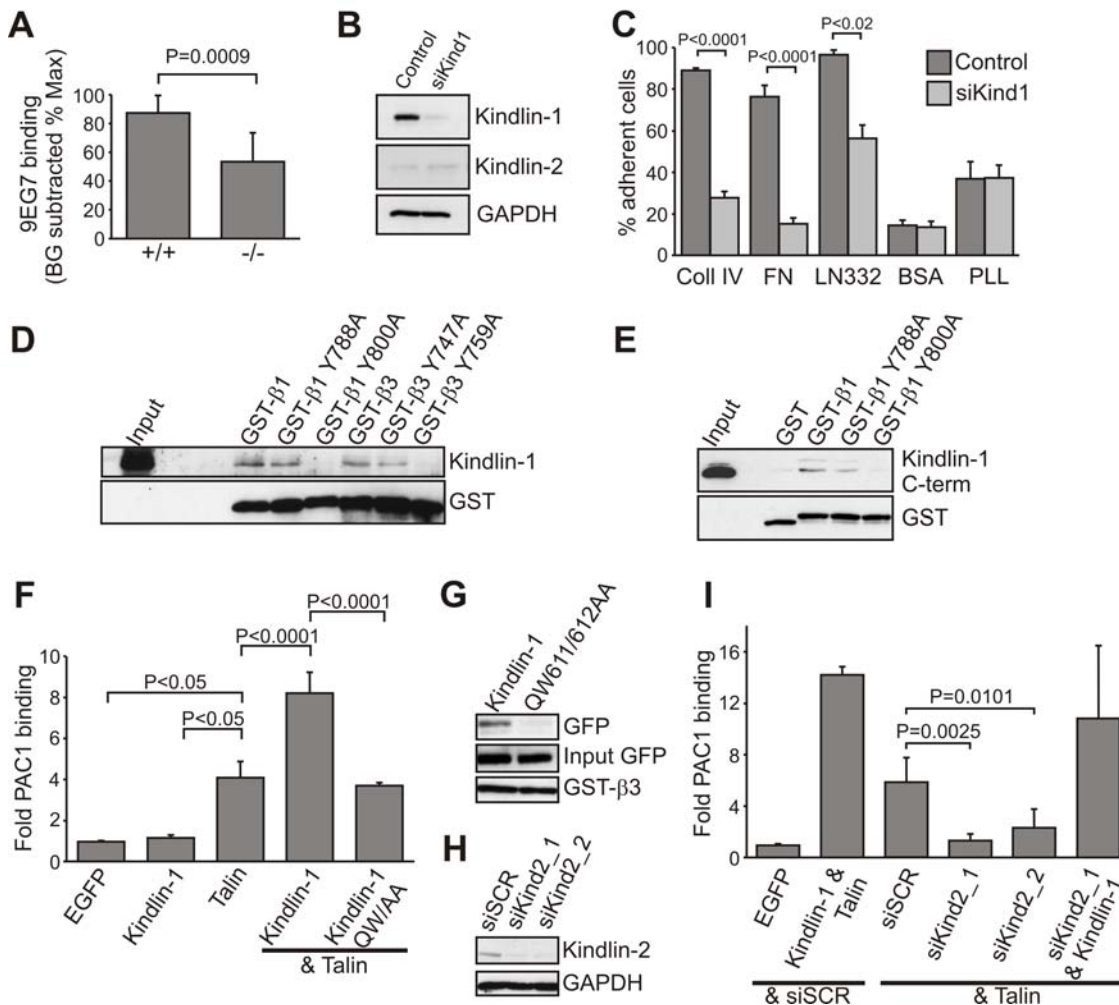 A
P=0.0009
9EG7 binding
(BG subtracted % Max)
100
80
60
40
20
0
+/+
-/-
B
Control
siKind1
Kindlin-1
Kindlin-2
GAPDH
C
P<0.0001
P<0.0001
P<0.02
Control
siKind1
% adherent cells
100
80
60
40
20
0
Coll IV
FN
LN332
BSA
PLL
D
Input
GST-β1
GST-β1 Y788A
GST-β1 Y800A
GST-β3
GST-β3 Y747A
GST-β3 Y759A
Kindlin-1
GST
E
Input
GST
GST-β1
GST-β1 Y788A
GST-β1 Y800A
Kindlin-1
C-term
GST
F
P<0.0001
P<0.0001
P<0.05
P<0.05
Fold PAC1 binding
10
8
6
4
2
0
EGFP
Kindlin-1
Talin
Kindlin-1
Kindlin-1
QW/AA
& Talin
G
Kindlin-1
QW611/612AA
GFP
Input GFP
GST-β3
H
siSCR
siKind2_1
siKind2_2
Kindlin-2
GAPDH
I
P=0.0101
P=0.0025
Fold PAC1 binding
16
12
8
4
0
EGFP
Kindlin-1 &
Talin
siSCR
siKind2_1
siKind2_2
siKind2_1
& Kindlin-1
& siSCR
& Talin